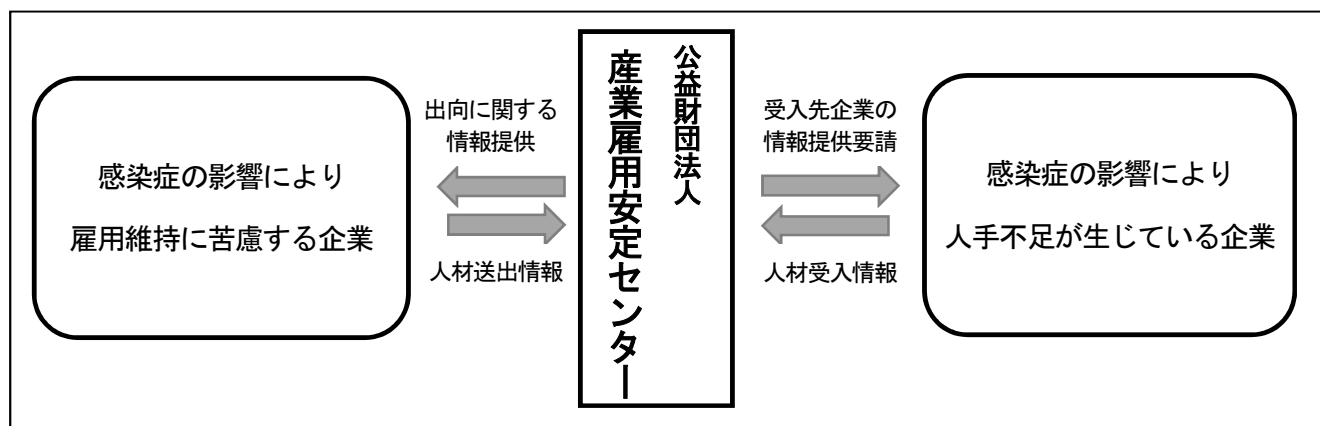 感染症の影響により
雇用維持に苦慮する企業
出向に関する
情報提供
人材送出情報
公益財団法人
産業雇用安定センター
受入先企業の
情報提供要請
人材受入情報
感染症の影響により
人手不足が生じている企業